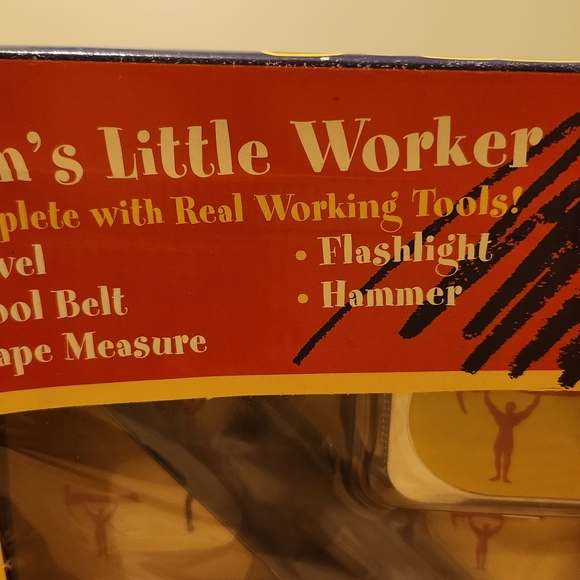 m's Little Worker
plete with Real Working Tools!
vel
• Flashlight
ool Belt
• Hammer
ape Measure